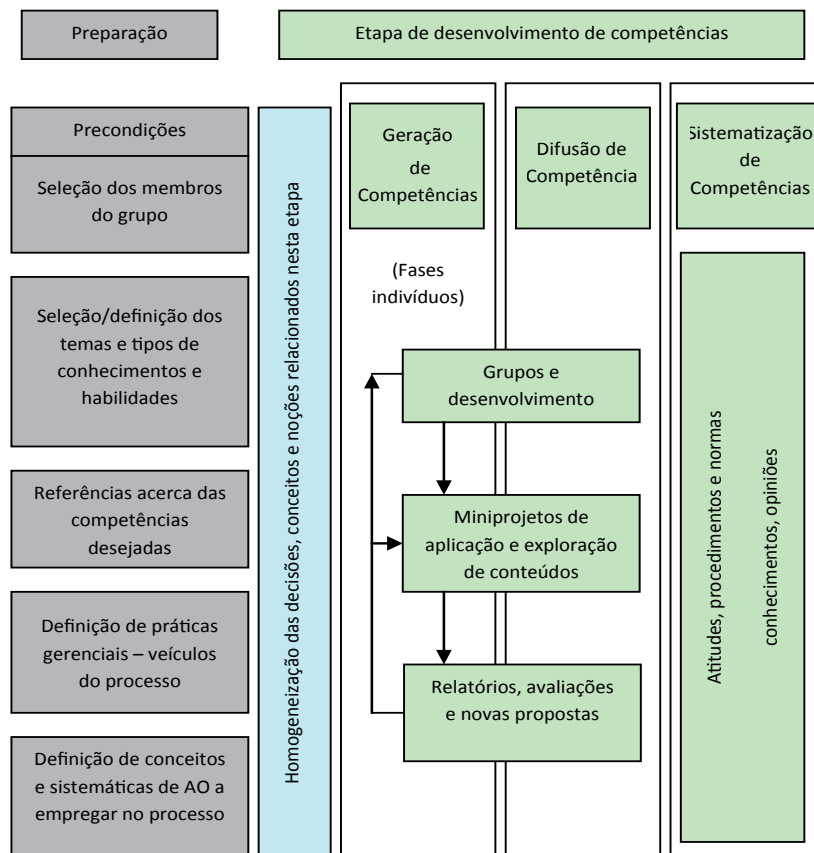 Preparação
Etapa de desenvolvimento de competências
Precondições
Seleção dos membros
do grupo
Seleção/definição dos
temas e tipos de
conhecimentos e
habilidades
Referências acerca das
competências
desejadas
Definição de práticas
gerenciais – veículos
do processo
Definição de conceitos
e sistemáticas de AO a
empregar no processo
Homogeneização das decisões, conceitos e noções relacionados nesta etapa
Geração
de
Competências
(Fases
indivíduos)
Difusão de
Competência
Sistematização
de
Competências
Grupos e
desenvolvimento
Miniprojetos de
aplicação e exploração
de conteúdos
Relatórios, avaliações
e novas propostas
Atitudes, procedimentos e normas
conhecimentos, opiniões